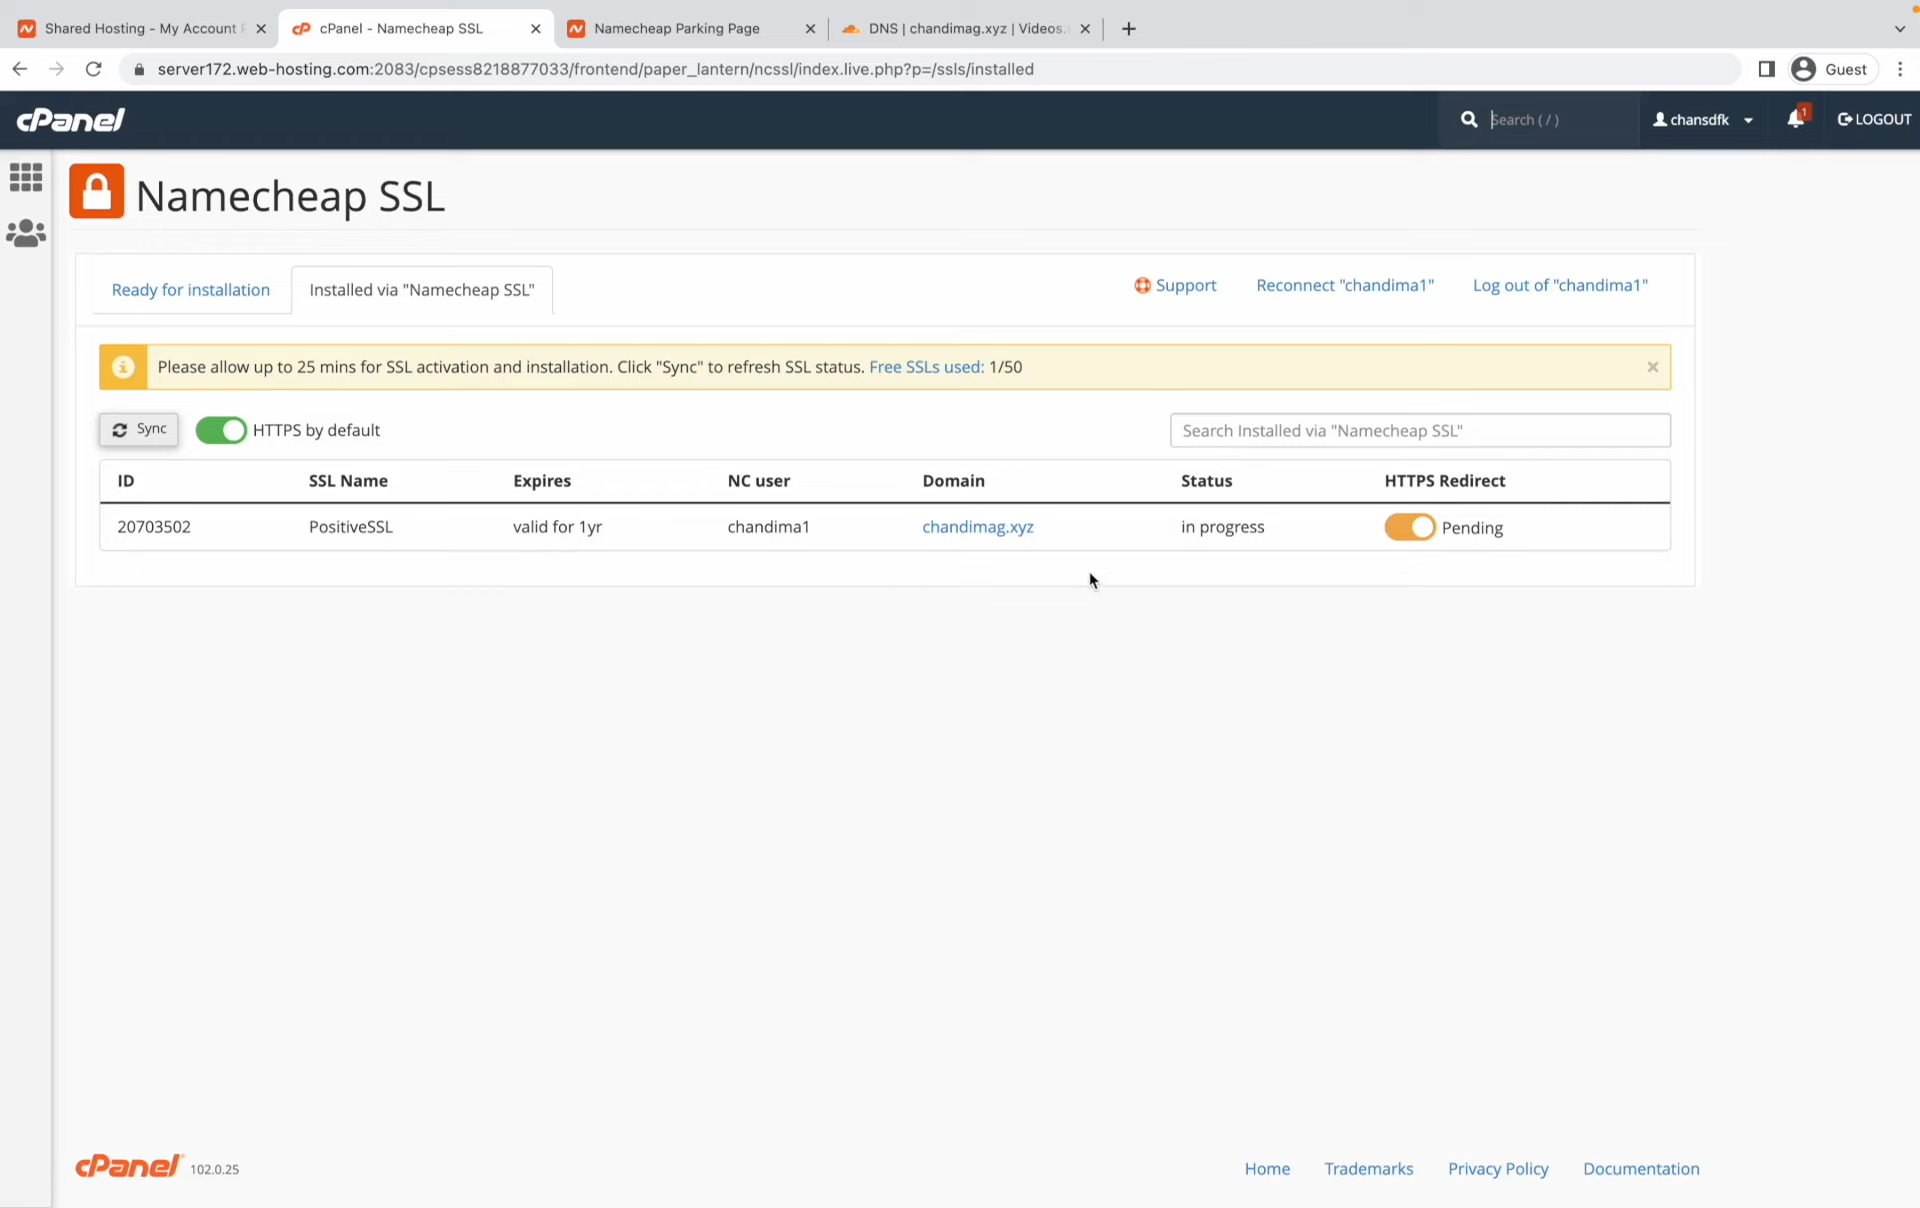 Shared Hosting - My Account
cPanel - Namecheap SSL
Namecheap Parking Page
DNS | chandimag.xyz | Videos.
server172.web-hosting.com:2083/cpsess8218877033/frontend/paper_lantern/ncssl/index.live.php?p=/ssls/installed
Guest
cPanel
Search ( / )
chansdfk
1
LOGOUT
Namecheap SSL
Ready for installation
Installed via "Namecheap SSL"
Support
Reconnect "chandima1"
Log out of "chandima1"
Please allow up to 25 mins for SSL activation and installation. Click "Sync" to refresh SSL status. Free SSLs used: 1/50
Sync
HTTPS by default
Search Installed via "Namecheap SSL"
ID SSL Name Expires NC user Domain Status HTTPS Redirect
20703502 PositiveSSL valid for 1yr chandima1 chandimag.xyz in progress Pending
cPanel 102.0.25
Home Trademarks Privacy Policy Documentation